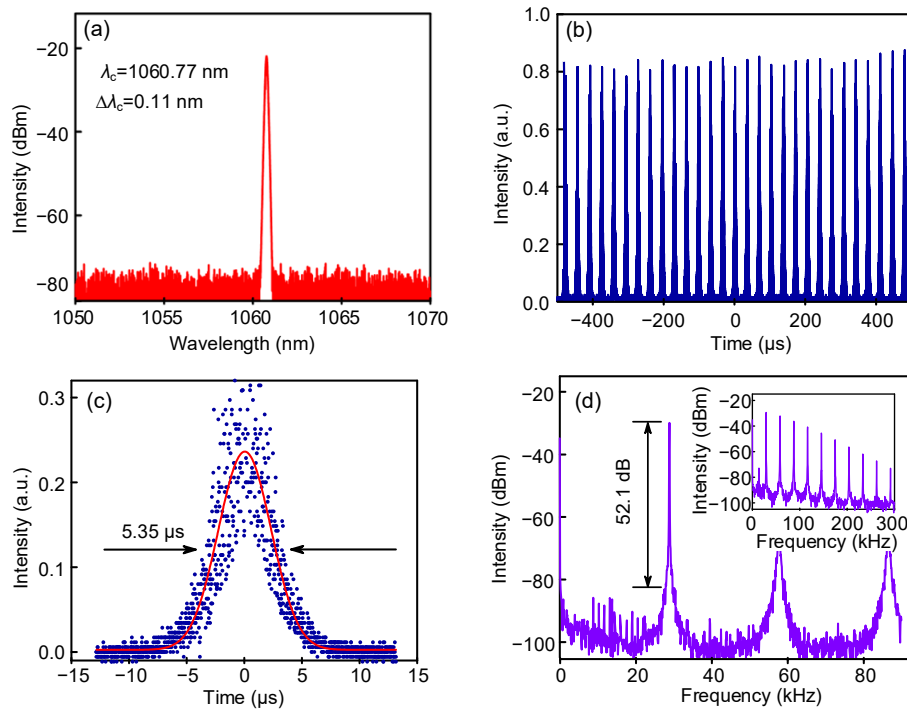 (a)
λc=1060.77 nm
Δλc=0.11 nm
Intensity (dBm)
−20
−40
−60
−80
1050
1055
1060
1065
1070
Wavelength (nm)
(b)
Intensity (a.u.)
1.0
0.8
0.6
0.4
0.2
0.0
−400
−200
0
200
400
Time (µs)
(c)
Intensity (a.u.)
0.3
0.2
0.1
0.0
5.35 µs
−15
−10
−5
0
5
10
15
Time (µs)
(d)
Intensity (dBm)
−20
−40
−60
−80
−100
52.1 dB
0
20
40
60
80
Frequency (kHz)
Intensity (dBm)
−20
−40
−60
−80
−100
0
100
200
300
Frequency (kHz)